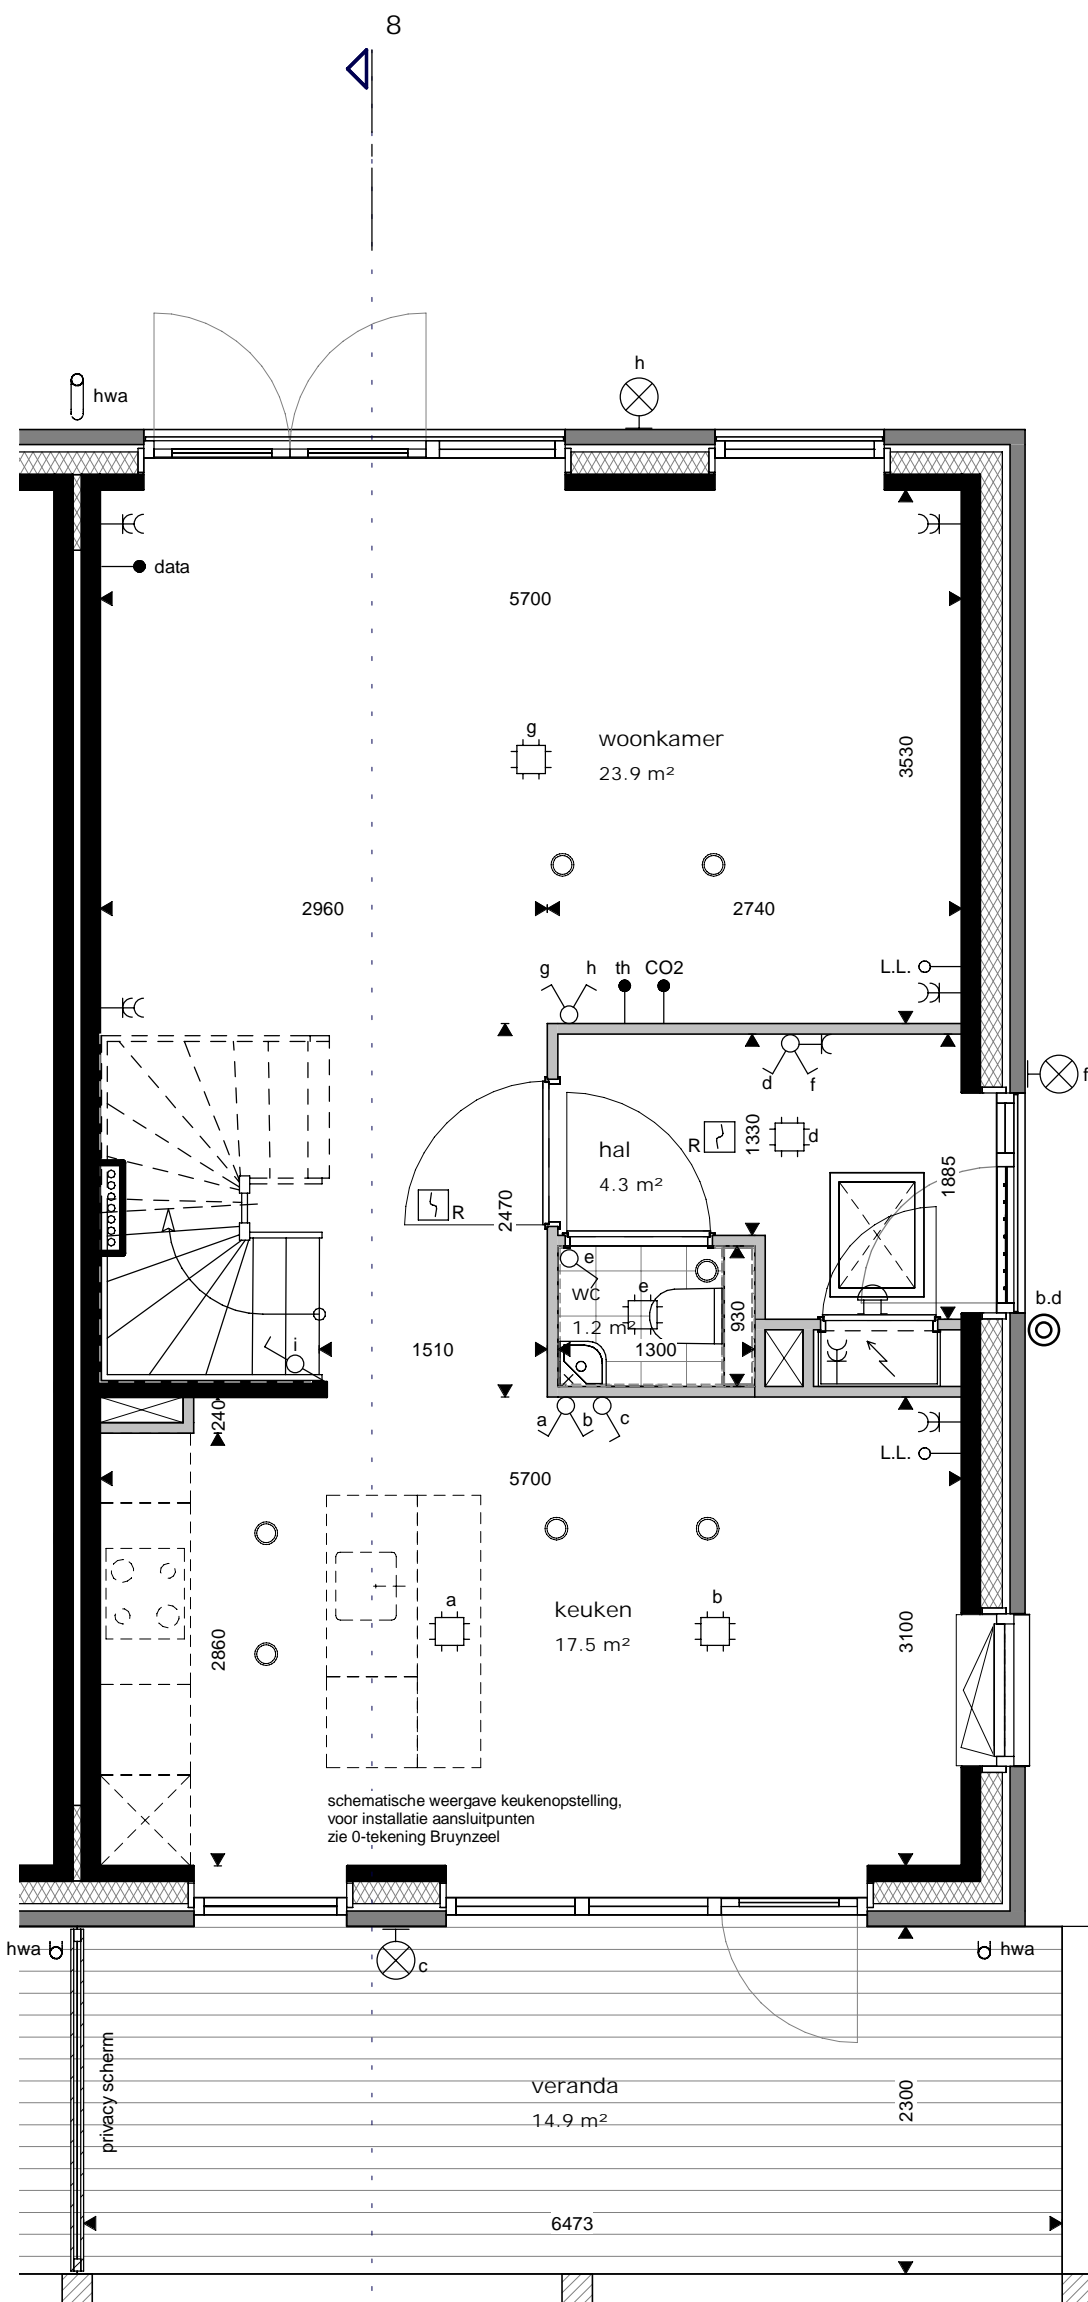 8
h
hwa
data
5700
g
woonkamer
23.9 m²
3530
2960
2740
g
h
th
CO2
L.L.
d
f
f
R
1330
d
hal
4.3 m²
1885
R
2470
e
wc
e
1.2 m²
930
b.d
i
1510
1300
240
a
b
c
L.L.
5700
a
b
keuken
17.5 m²
2860
3100
schematische weergave keukenopstelling,
voor installatie aansluitpunten
zie 0-tekening Bruynzeel
hwa
c
hwa
privacy scherm
veranda
14.9 m²
2300
6473